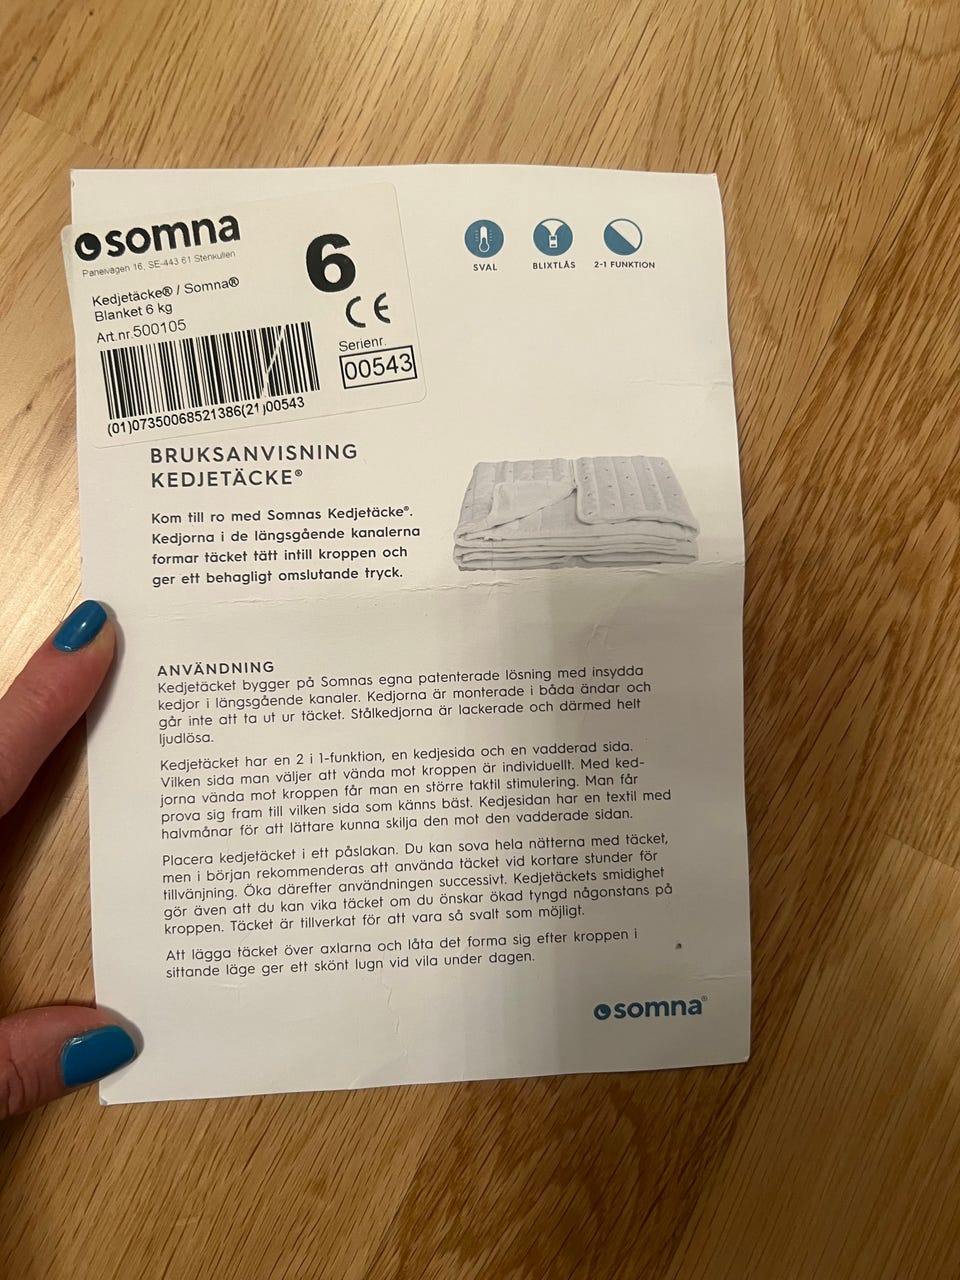 somna
Panelvägen 16, SE-443 61 Stenkullen
6
Kedjetäcke® / Somna®
Blanket 6 kg
CE
Art.nr.500105
Serienr.
00543
(01)07350068521386(21)00543
SVAL
BLIXTLÅS
2-1 FUNKTION
BRUKSANVISNING
KEDJETÄCKE®
Kom till ro med Somnas Kedjetäcke®.
Kedjorna i de längsgående kanalerna
formar täcket tätt intill kroppen och
ger ett behagligt omslutande tryck.
ANVÄNDNING
Kedjetäcket bygger på Somnas egna patenterade lösning med insydda
kedjor i längsgående kanaler. Kedjorna är monterade i båda ändar och
går inte att ta ut ur täcket. Stålkedjorna är lackerade och därmed helt
ljudlösa.
Kedjetäcket har en 2 i 1-funktion, en kedjesida och en vadderad sida.
Vilken sida man väljer att vända mot kroppen är individuellt. Med ked-
jorna vända mot kroppen får man en större taktil stimulering. Man får
prova sig fram till vilken sida som känns bäst. Kedjesidan har en textil med
halvmånar för att lättare kunna skilja den mot den vadderade sidan.
Placera kedjetäcket i ett påslakan. Du kan sova hela nätterna med täcket,
men i början rekommenderas att använda täcket vid kortare stunder för
tillvänjning. Öka därefter användningen successivt. Kedjetäckets smidighet
gör även att du kan vika täcket om du önskar ökad tyngd någonstans på
kroppen. Täcket är tillverkat för att vara så svalt som möjligt.
Att lägga täcket över axlarna och låta det forma sig efter kroppen i
sittande läge ger ett skönt lugn vid vila under dagen.
somna®